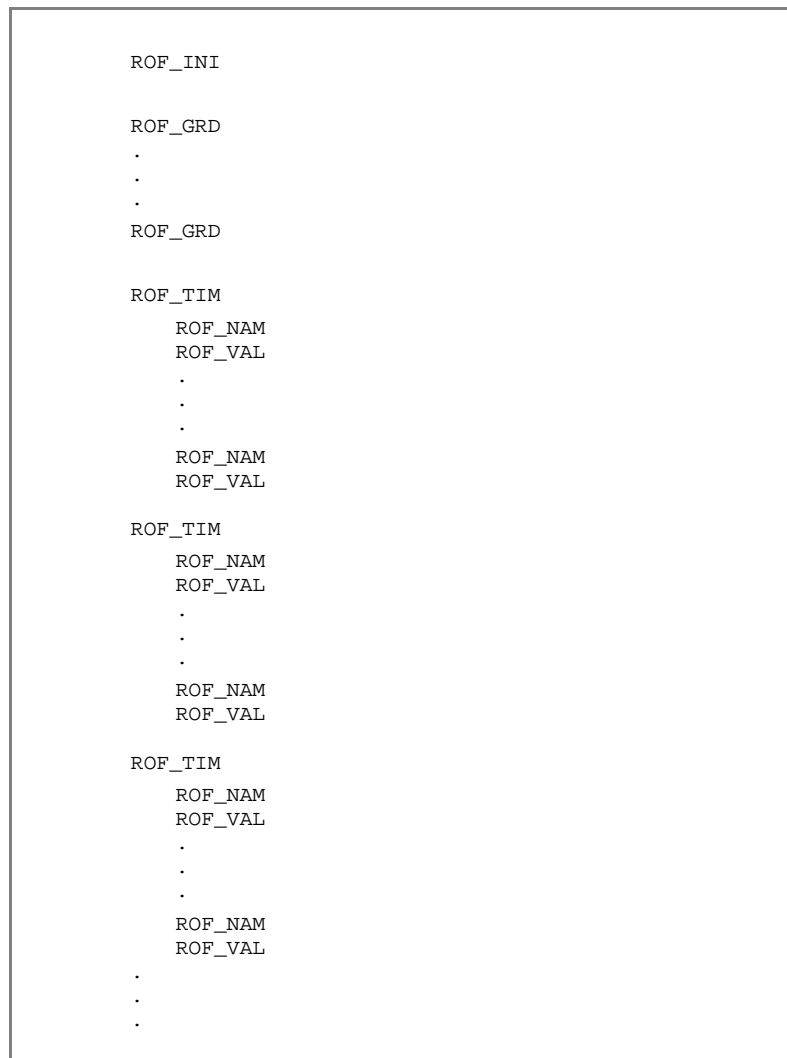 ROF_INI
ROF_GRD
.
.
.
ROF_GRD
ROF_TIM
ROF_NAM
ROF_VAL
.
.
.
ROF_NAM
ROF_VAL
ROF_TIM
ROF_NAM
ROF_VAL
.
.
.
ROF_NAM
ROF_VAL
ROF_TIM
ROF_NAM
ROF_VAL
.
.
.
ROF_NAM
ROF_VAL
.
.
.